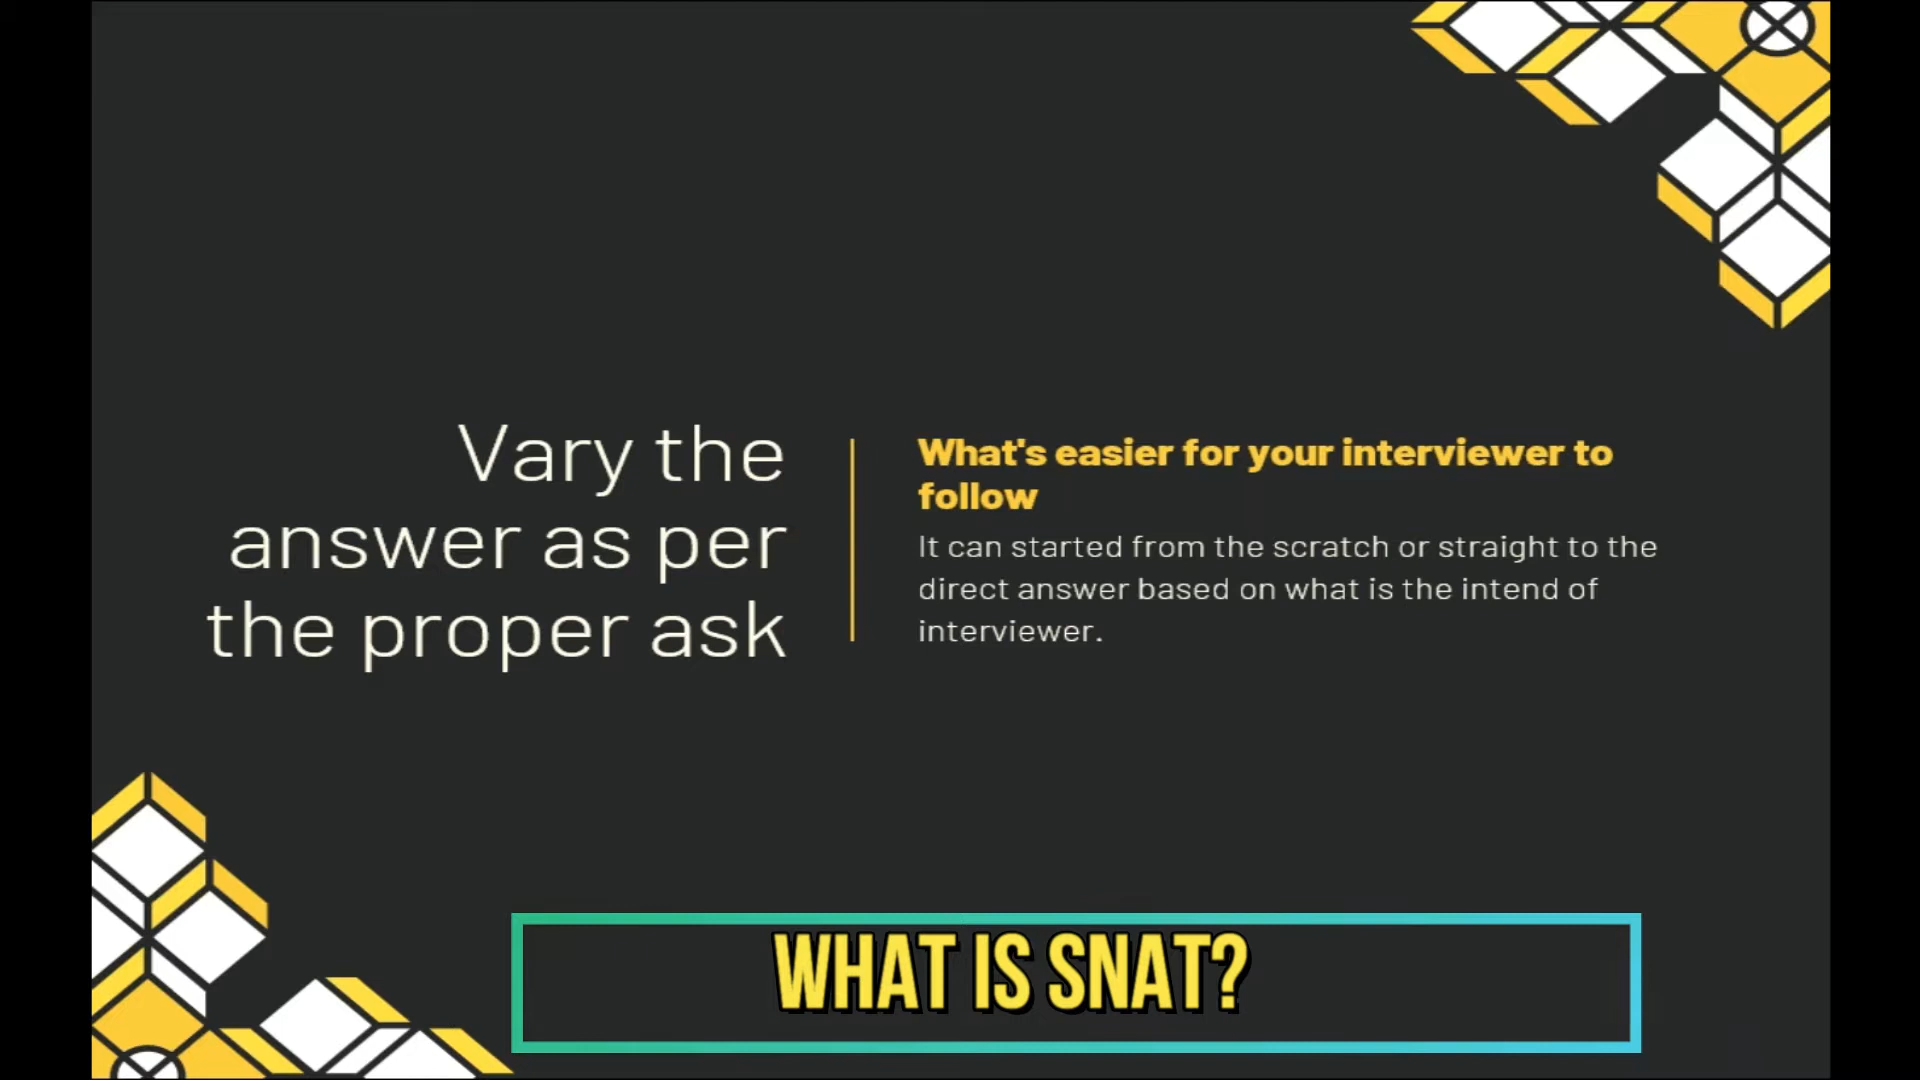 Vary the
answer as per
the proper ask
What's easier for your interviewer to
follow
It can started from the scratch or straight to the
direct answer based on what is the intend of
interviewer.
WHAT IS SNAT?